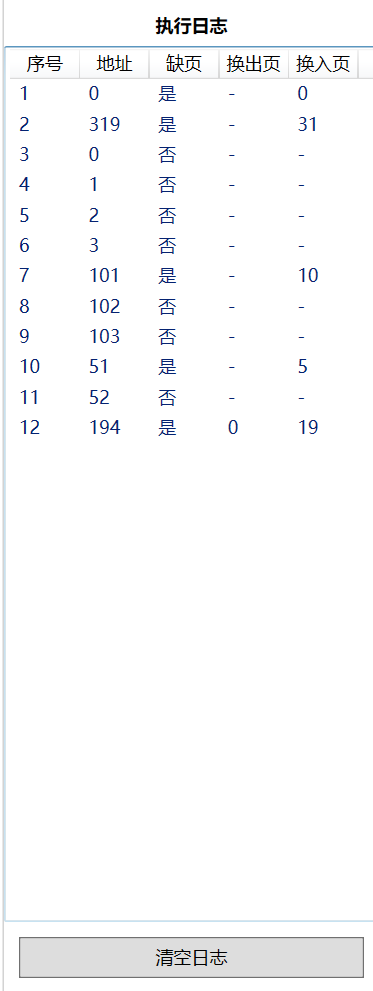 执行日志
序号 地址 缺页 换出页 换入页
1 0 是 - 0
2 319 是 - 31
3 0 否 - -
4 1 否 - -
5 2 否 - -
6 3 否 - -
7 101 是 - 10
8 102 否 - -
9 103 否 - -
10 51 是 - 5
11 52 否 - -
12 194 是 0 19
清空日志